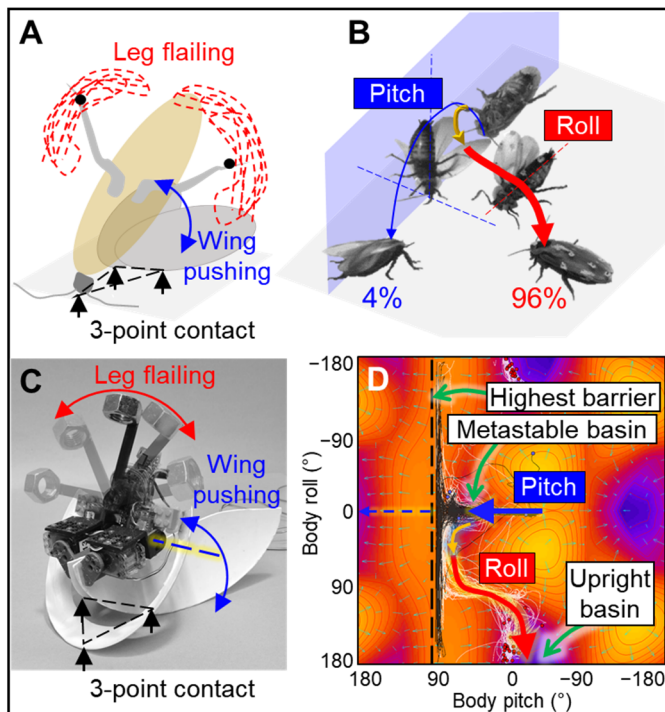 A
Leg flailing
Wing
pushing
3-point contact
B
Pitch
Roll
4%
96%
C
Leg flailing
Wing
pushing
3-point contact
D
Highest barrier
Metastable basin
Pitch
Roll
Upright
basin
Body roll (°)
−180
−90
0
90
180
180
90
0
−90
−180
Body pitch (°)